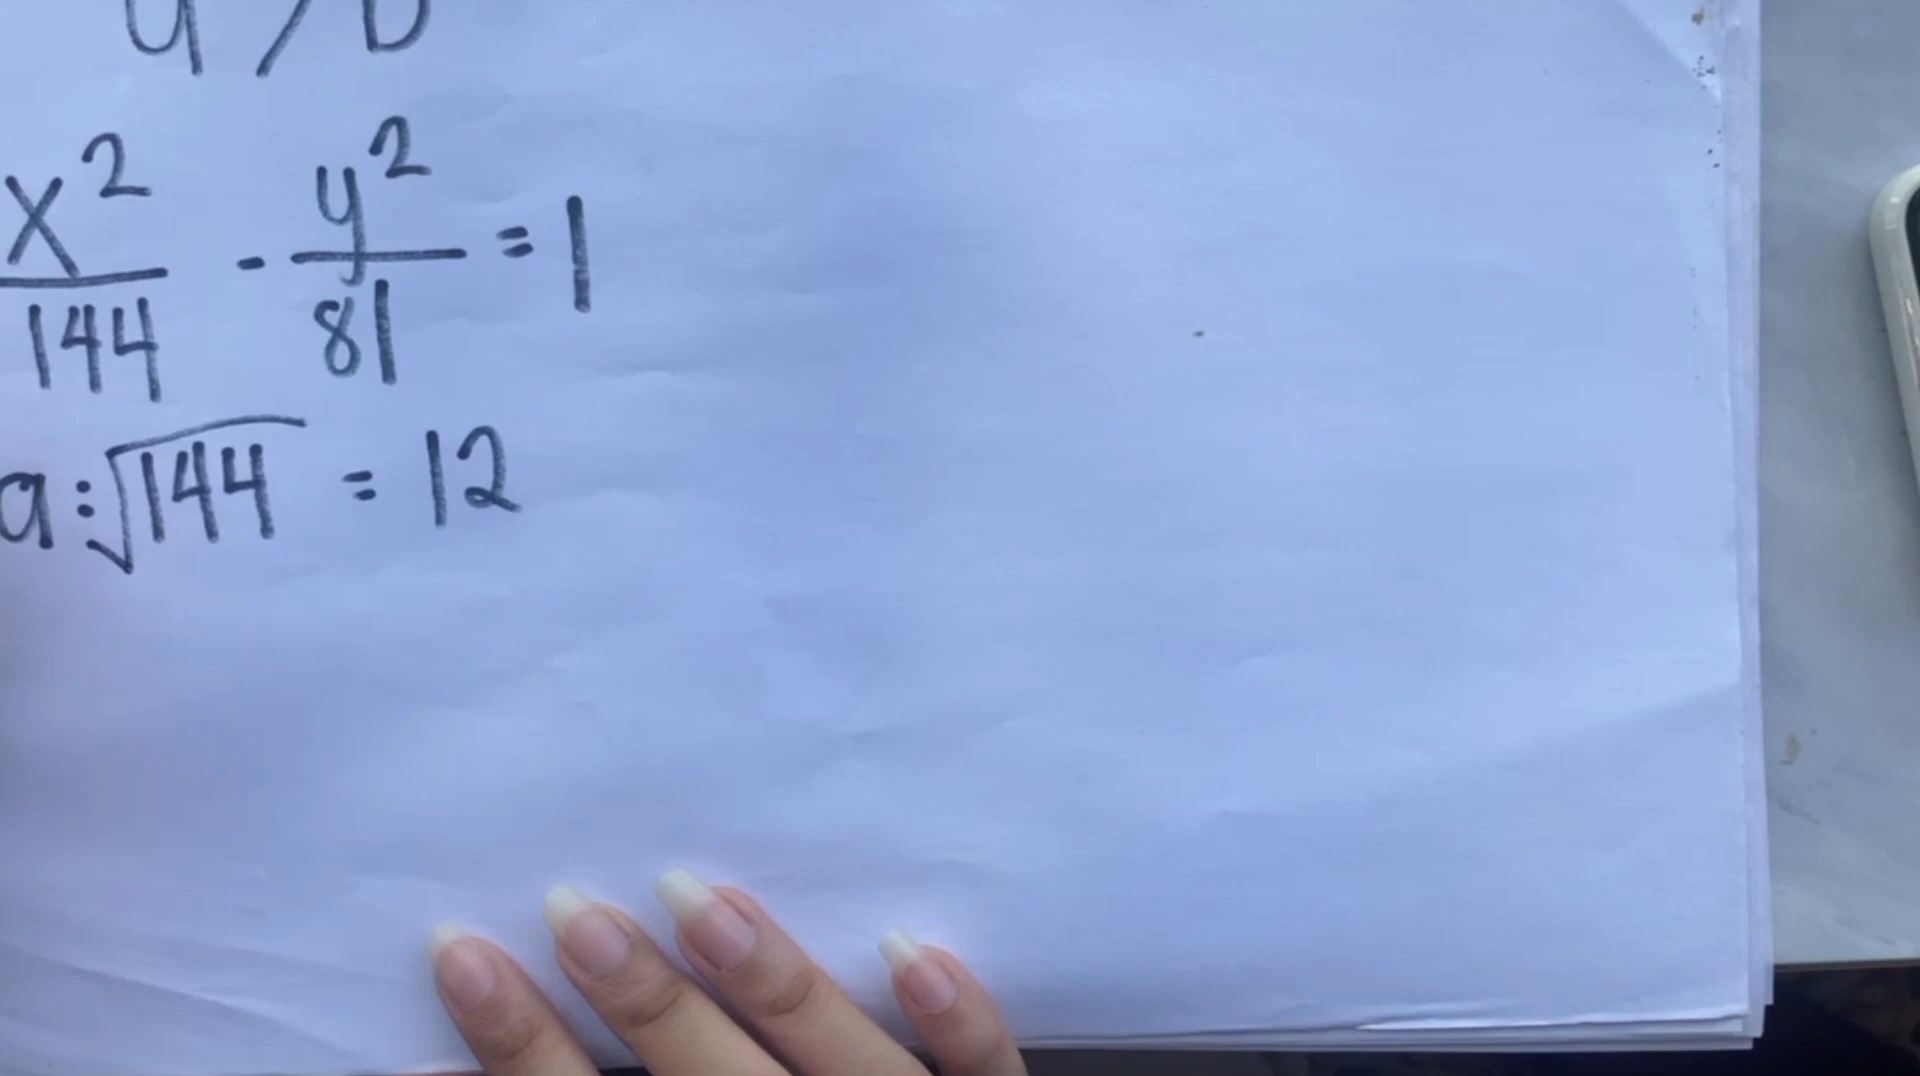 x² / 144 - y² / 81 = 1
a : √144 = 12